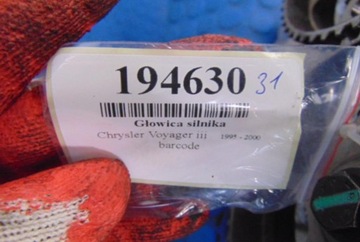 194630 31
Głowica silnika
Chrysler Voyager iii 1995 - 2000
barcode